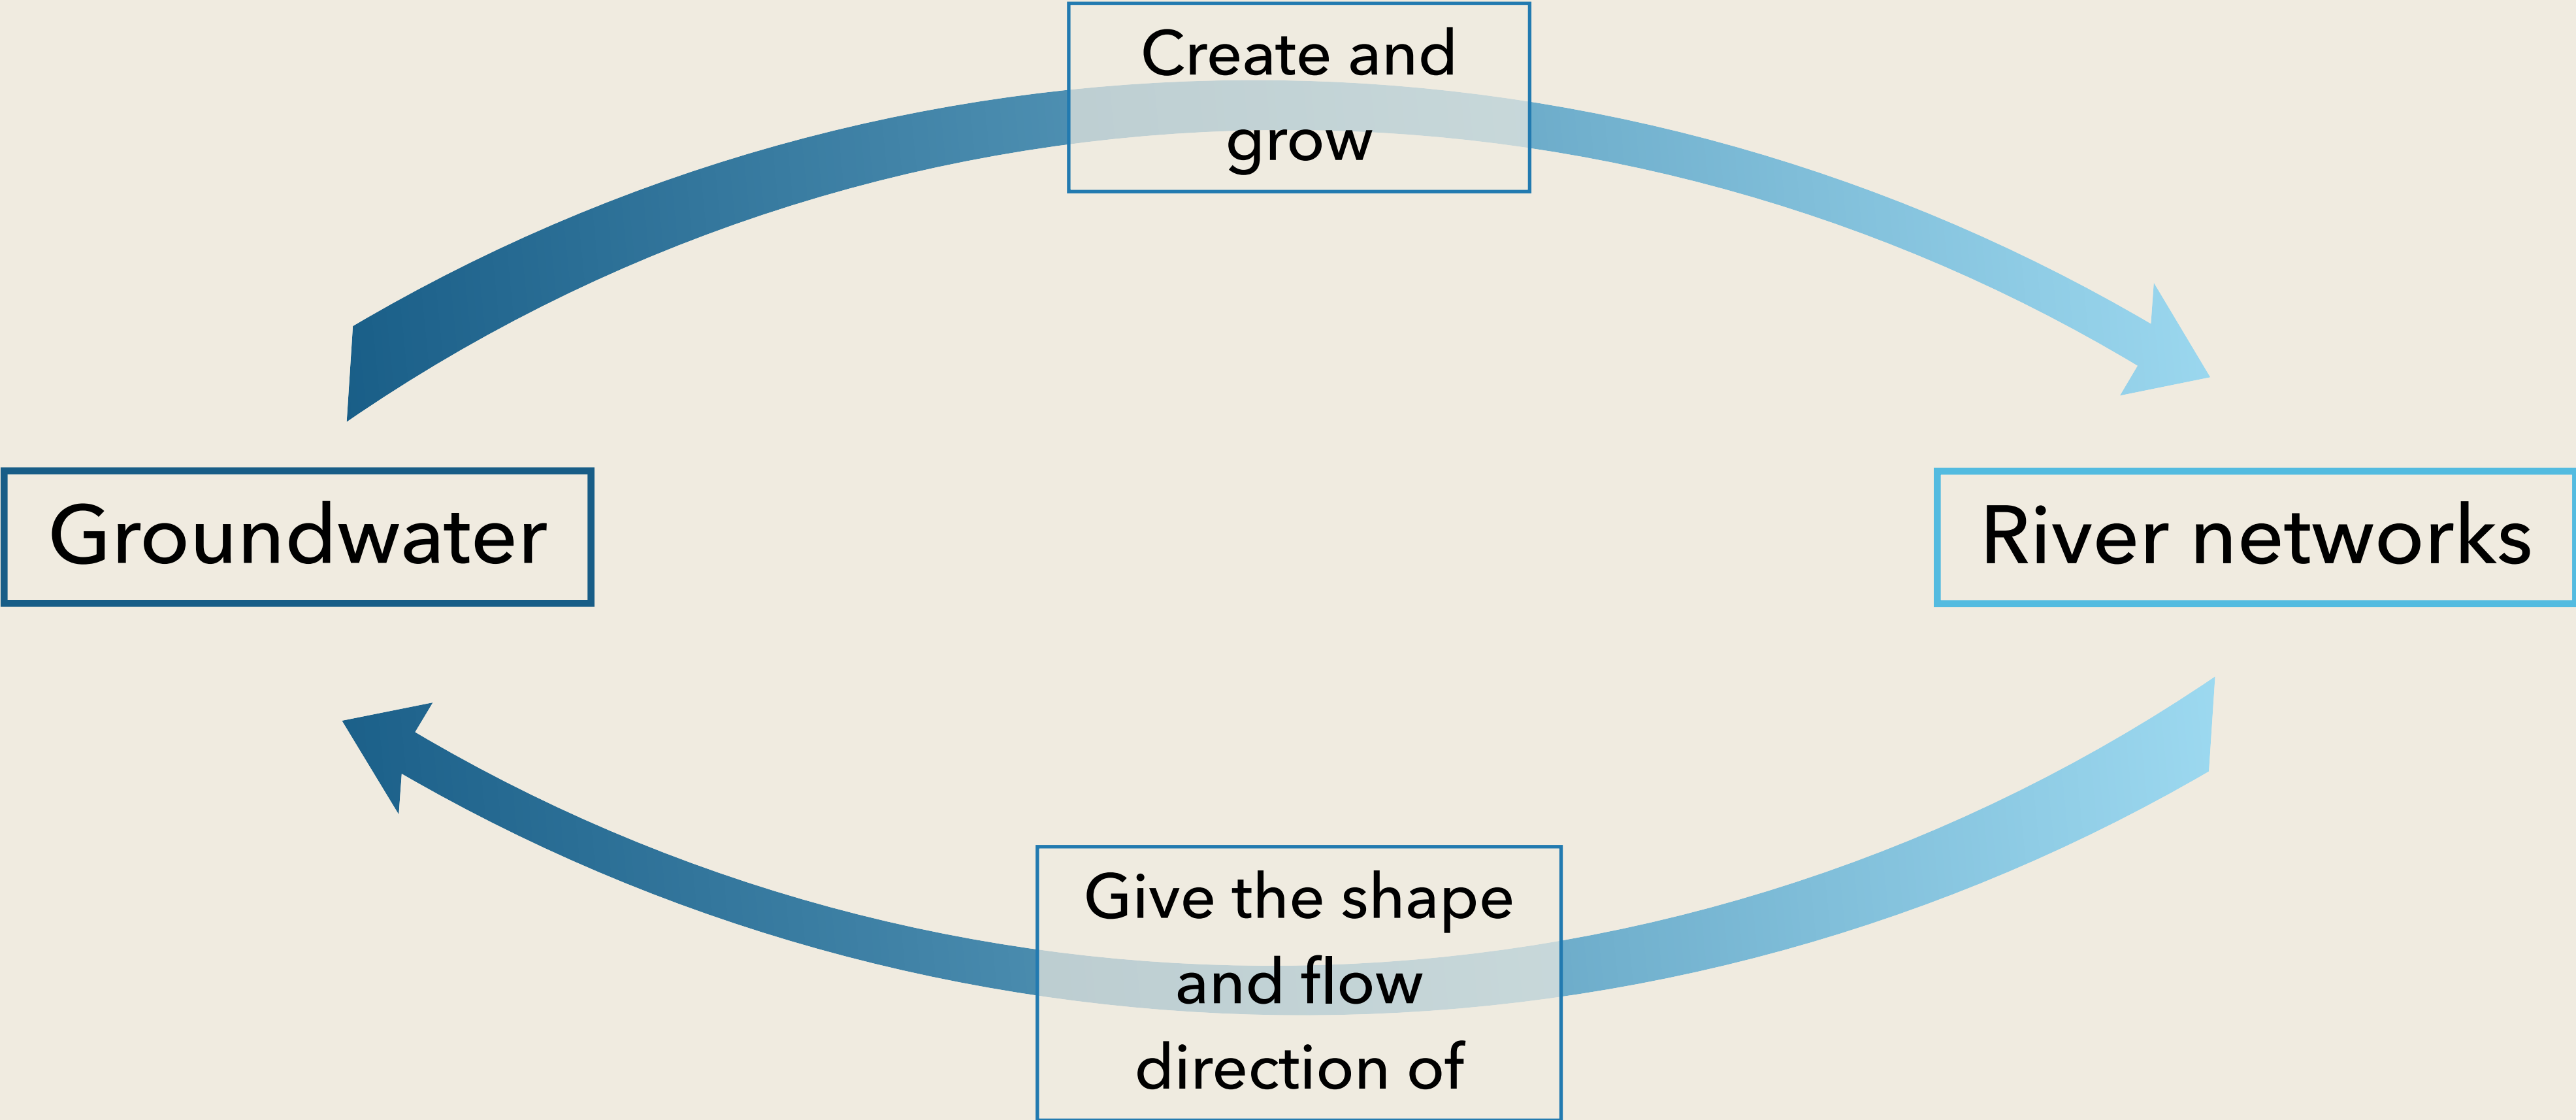 Create and
grow
Groundwater
River networks
Give the shape
and flow
direction of